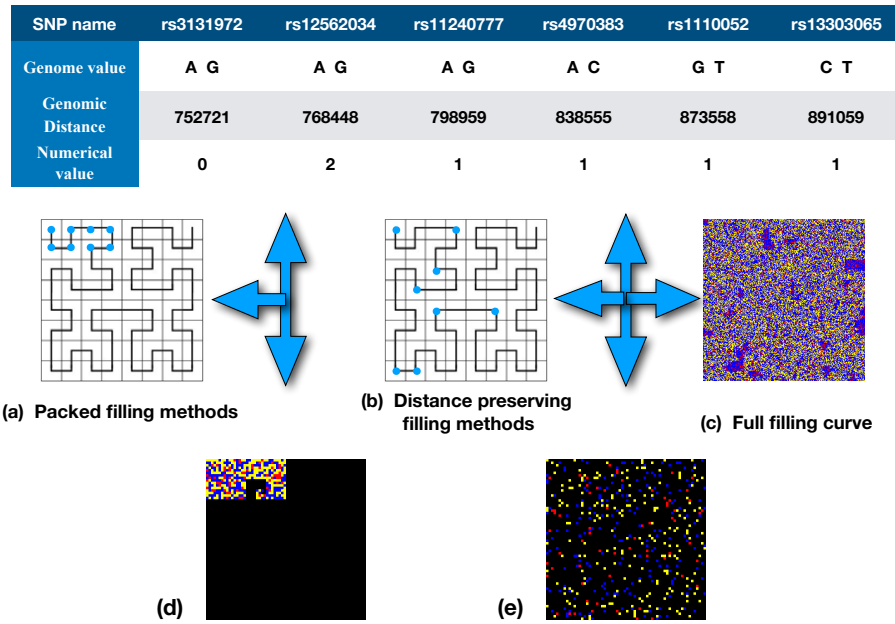 SNP name rs3131972 rs12562034 rs11240777 rs4970383 rs1110052 rs13303065
Genome value A G A G A G A C G T C T
Genomic
Distance 752721 768448 798959 838555 873558 891059
Numerical
value 0 2 1 1 1 1
(a) Packed filling methods
(b) Distance preserving
filling methods
(c) Full filling curve
(d)
(e)